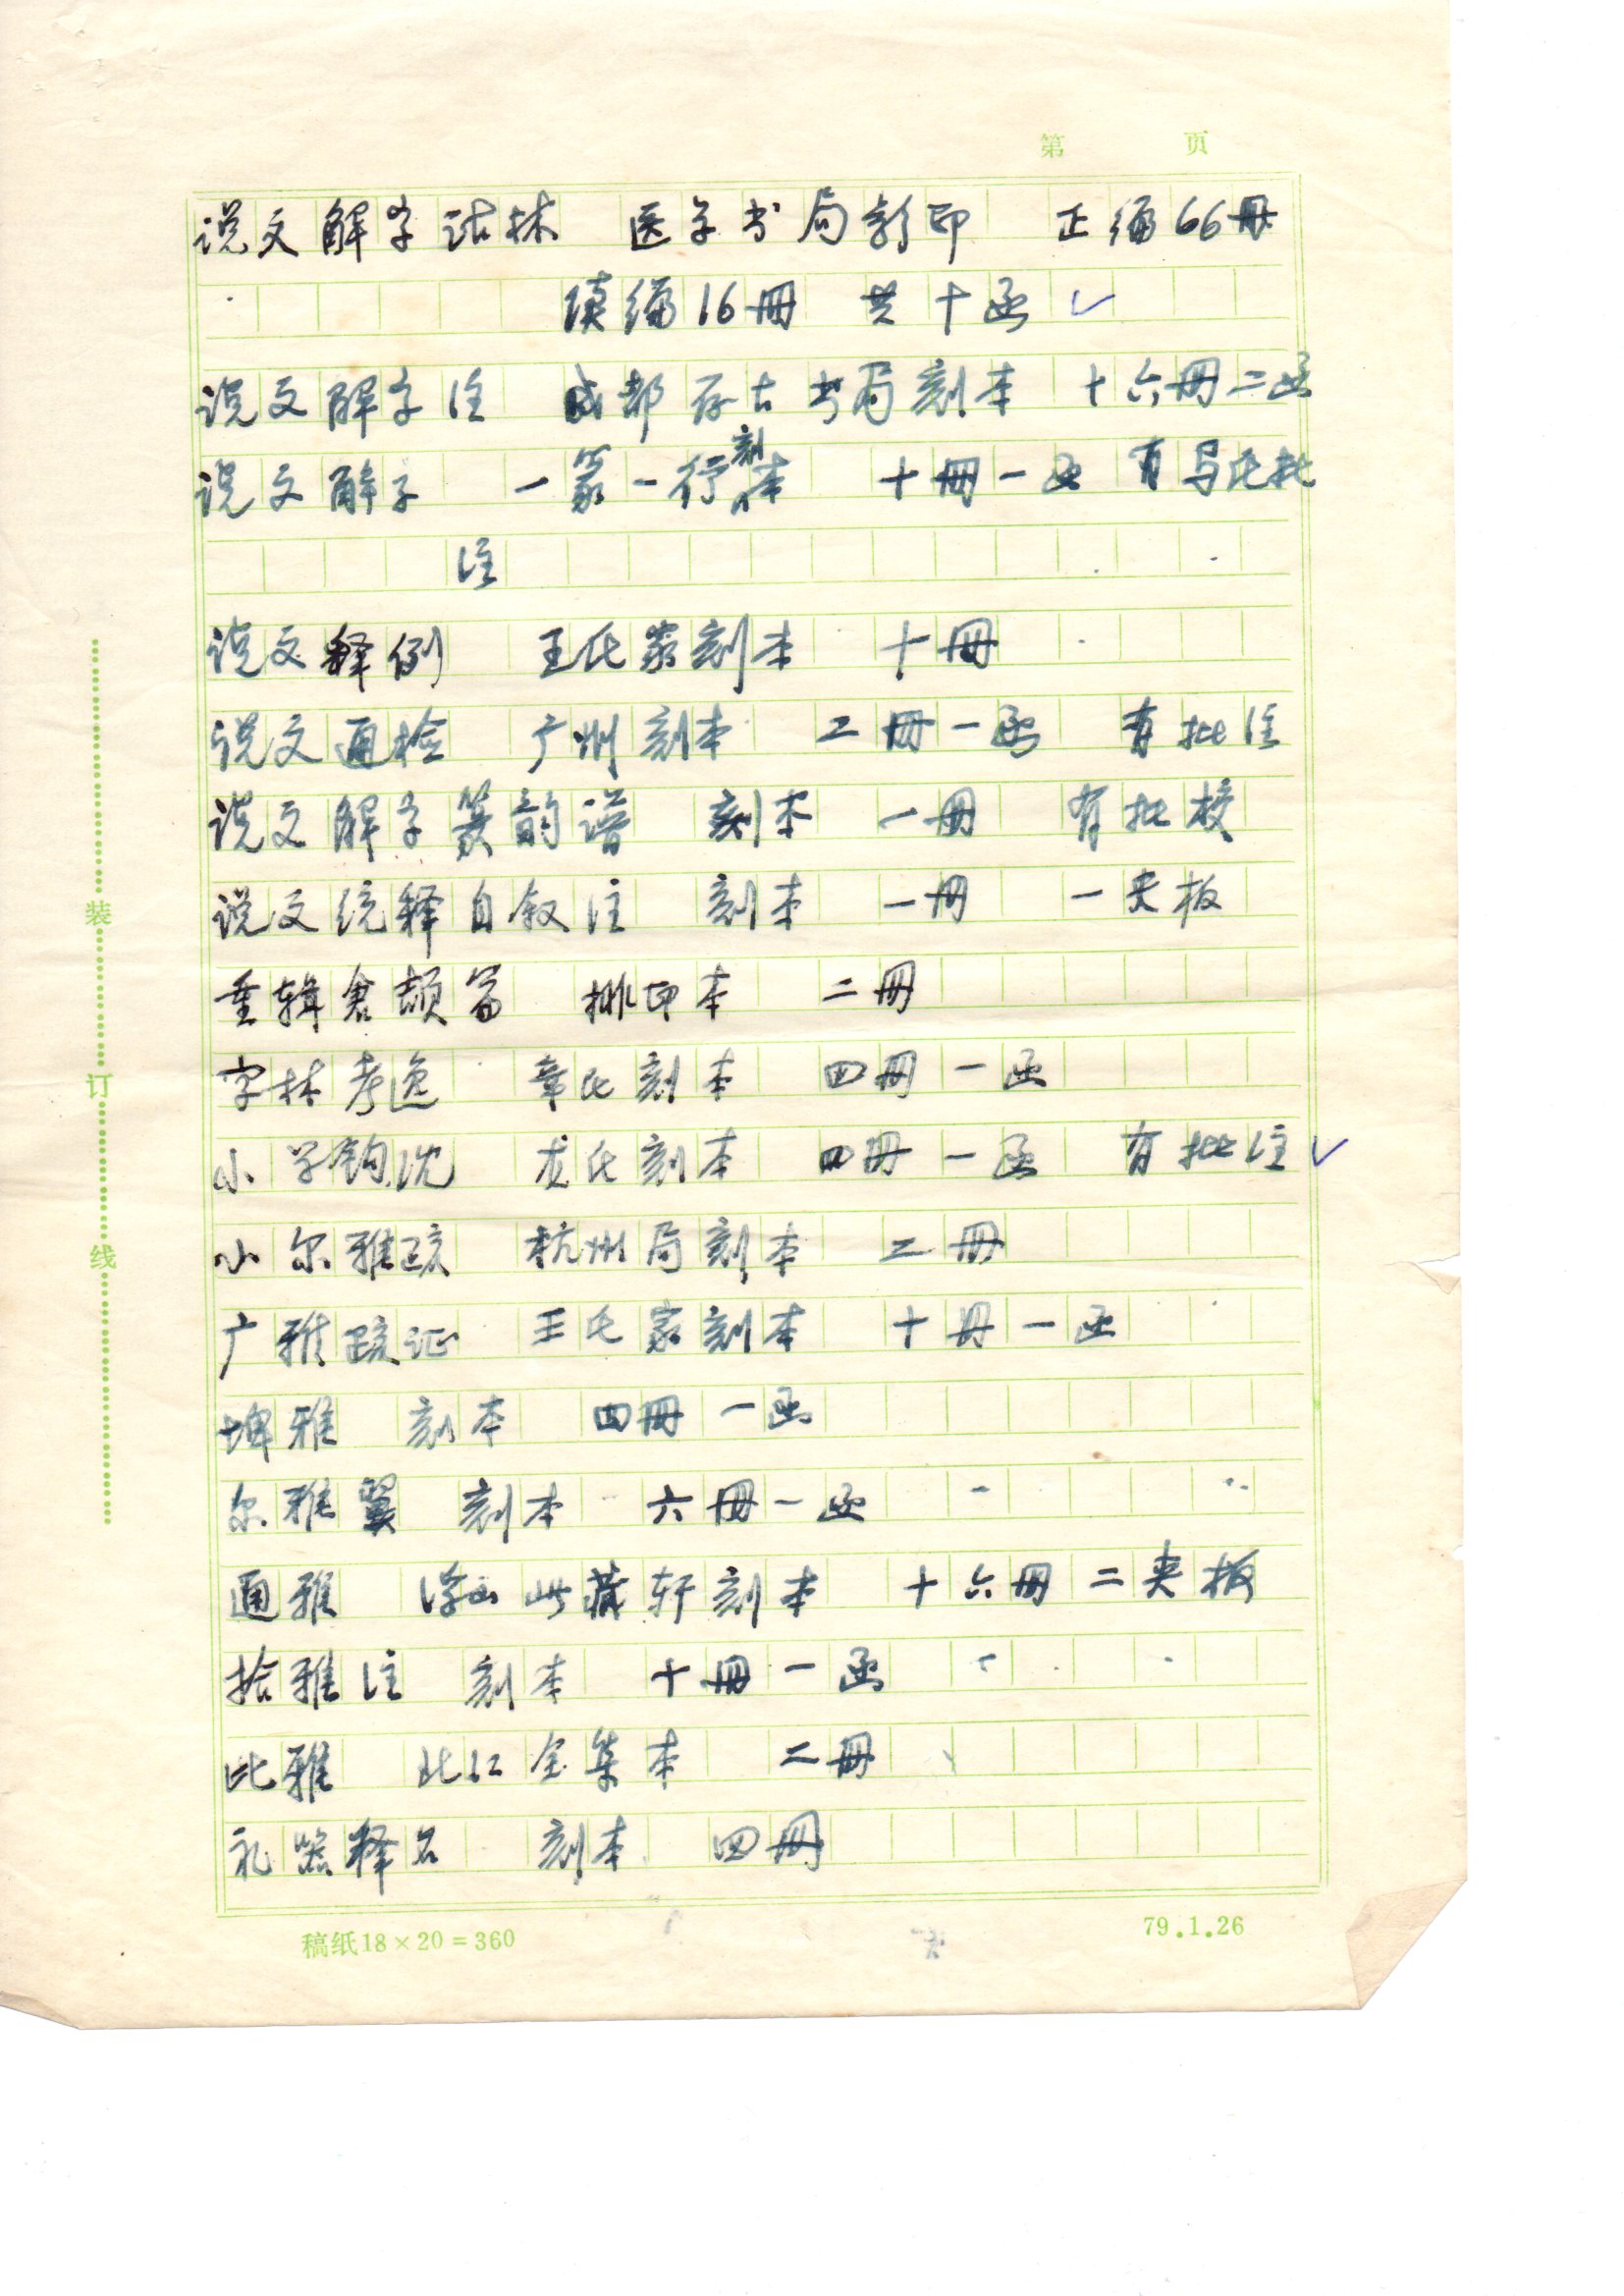 第 页
说文解字诂林 医学书局影印 正编66册
续编16册 共十函 ✓
说文解字注 成都存古书局刻本 十六册二函
说文解字 一篆一行刻本 十册一函 有马氏批
注
说文释例 王氏家刻本 十册
说文通检 广州刻本 二册一函 有批注
说文解字篆韵谱 刻本 一册 有批校
说文统释自叙注 刻本 一册 一夹板
重辑仓颉篇 排印本 二册
字林考逸 章氏刻本 四册一函
小学钩沈 龙氏刻本 四册一函 有批注 ✓
小尔雅疏 杭州局刻本 二册
广雅疏证 王氏家刻本 十册一函
埤雅 刻本 四册一函
尔雅翼 刻本 六册一函
通雅 浮山此藏轩刻本 十六册二夹板
拾雅注 刻本 十册一函
比雅 北江全集本 二册
礼器释名 刻本 四册
稿纸18×20=360
79.1.26
装
订
线